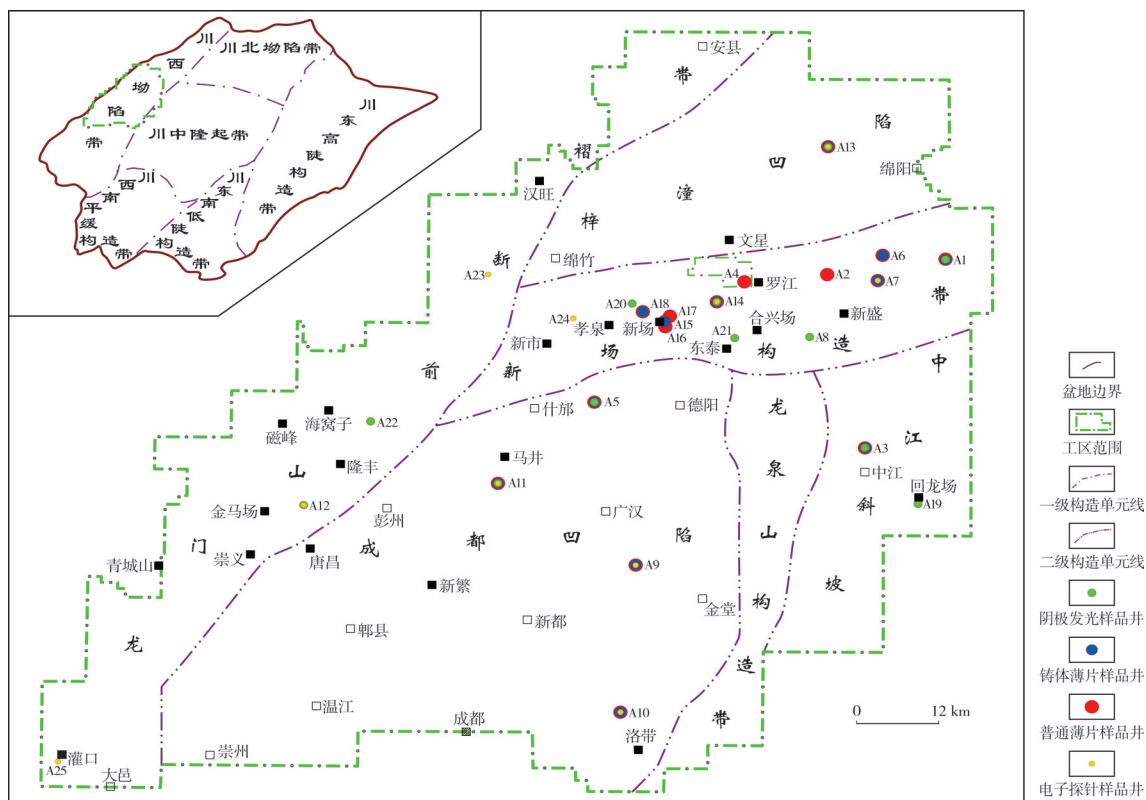 川西坳陷带
川北坳陷带
川中隆起带
川东高陡构造带
川西南平缓构造带
川东南低陡构造带
安县
带
陷
A13
褶
凹
绵阳
汉旺
潼
梓
文星
断
绵竹
A6
A1
A23
A4
A2
罗江
A7
带
A20
A18
A17
A14
A24
孝泉
新场
A15
合兴场
新盛
A16
A21
A8
新市
场
东泰
构
造
前
新
中
什邡
A5
德阳
龙
海窝子
A22
磁峰
江
A3
马井
泉
隆丰
山
中江
A11
回龙场
A12
金马场
彭州
广汉
斜
A19
门
成
都
凹
陷
山
崇义
唐昌
青城山
A9
坡
新繁
金堂
构
新都
龙
郫县
造
温江
A10
成都
带
洛带
0
12 km
灌口
崇州
A25
大邑
盆地边界
工区范围
一级构造单元线
二级构造单元线
阴极发光样品井
铸体薄片样品井
普通薄片样品井
电子探针样品井